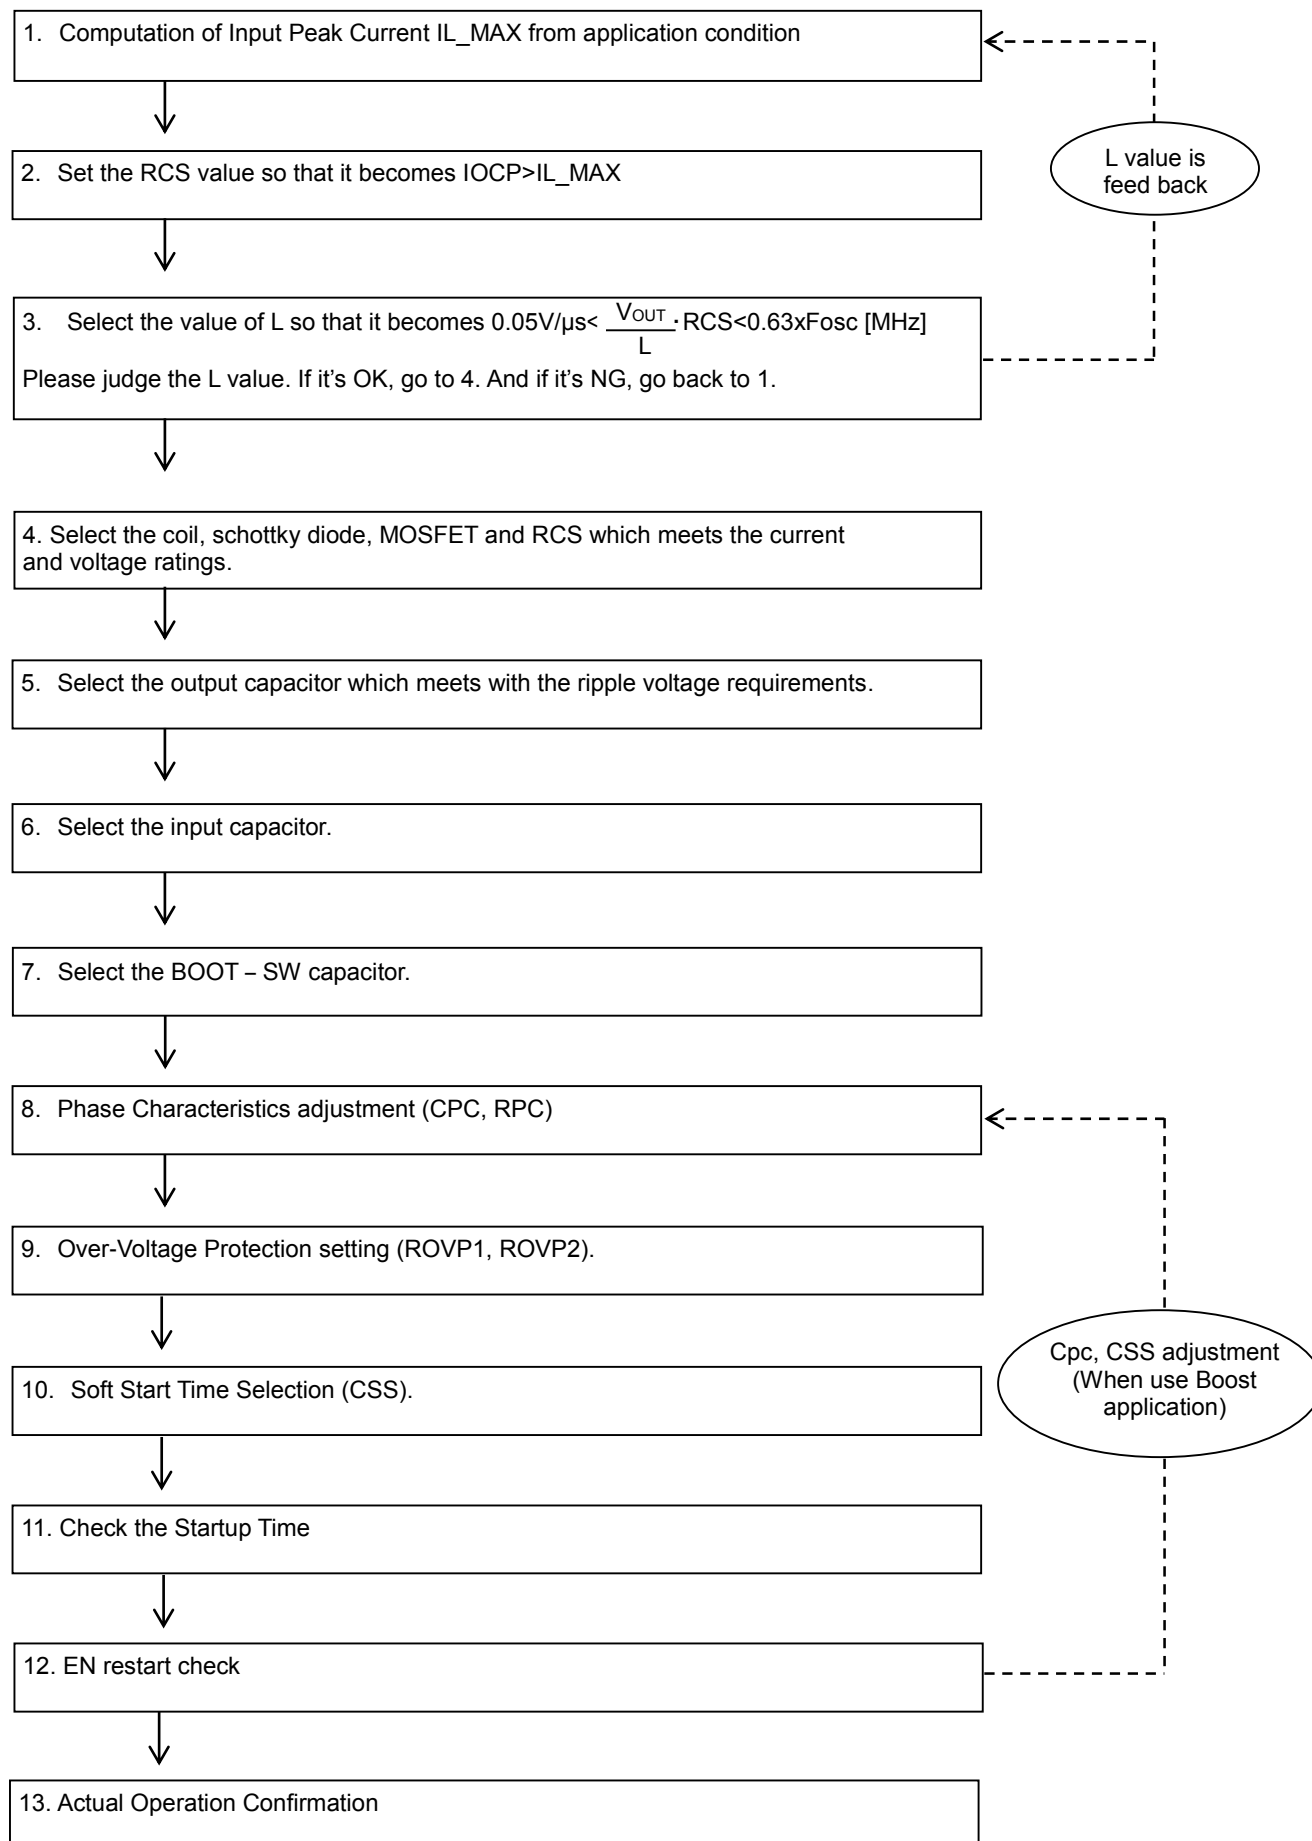 1. Computation of Input Peak Current IL_MAX from application condition
L value is
feed back
2. Set the RCS value so that it becomes IOCP>IL_MAX
3. Select the value of L so that it becomes 0.05V/μs< VOUT/L ·RCS<0.63xFosc [MHz]
Please judge the L value. If it’s OK, go to 4. And if it’s NG, go back to 1.
4. Select the coil, schottky diode, MOSFET and RCS which meets the current
and voltage ratings.
5. Select the output capacitor which meets with the ripple voltage requirements.
6. Select the input capacitor.
7. Select the BOOT – SW capacitor.
8. Phase Characteristics adjustment (CPC, RPC)
9. Over-Voltage Protection setting (ROVP1, ROVP2).
Cpc, CSS adjustment
(When use Boost
application)
10. Soft Start Time Selection (CSS).
11. Check the Startup Time
12. EN restart check
13. Actual Operation Confirmation